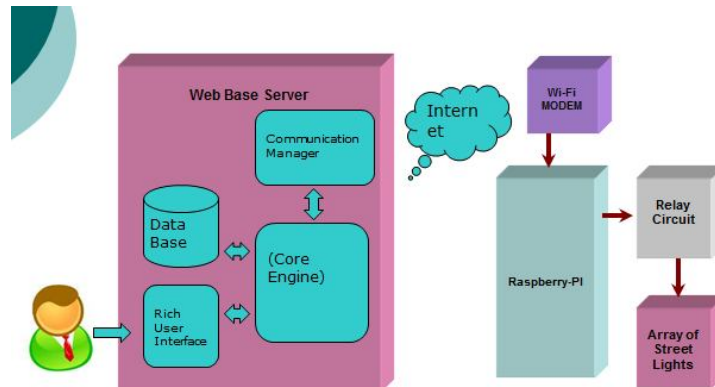 Web Base Server
Communication
Manager
Data
Base
(Core
Engine)
Rich
User
Interface
Intern
et
Wi-Fi
MODEM
Raspberry-PI
Relay
Circuit
Array of
Street
Lights